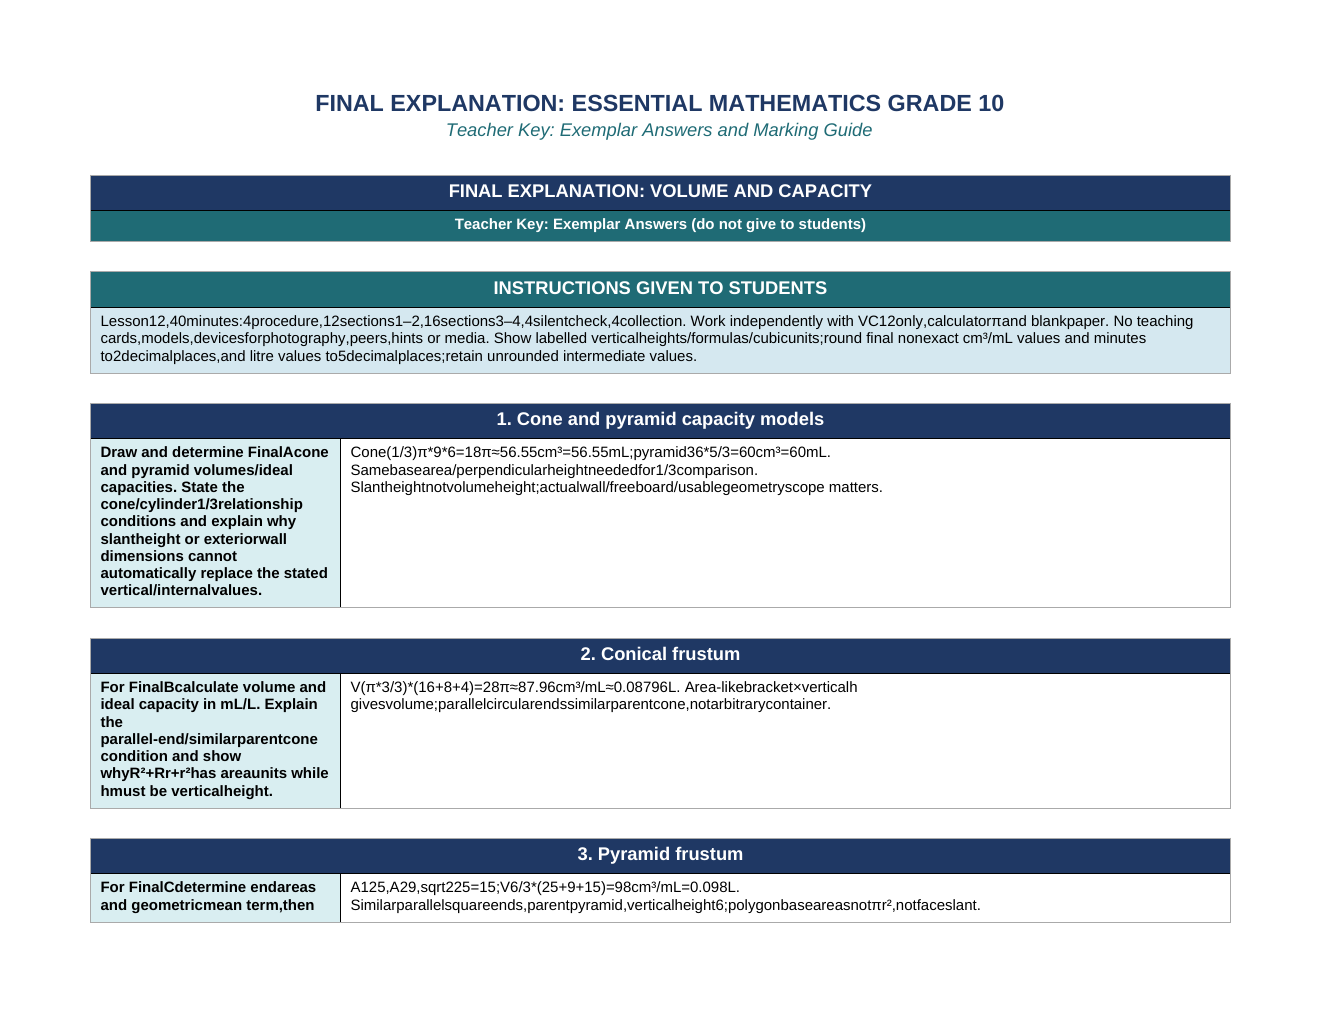 FINAL EXPLANATION: ESSENTIAL MATHEMATICS GRADE 10
Teacher Key: Exemplar Answers and Marking Guide
FINAL EXPLANATION: VOLUME AND CAPACITY
Teacher Key: Exemplar Answers (do not give to students)
INSTRUCTIONS GIVEN TO STUDENTS
Lesson12,40minutes:4procedure,12sections1–2,16sections3–4,4silentcheck,4collection. Work independently with VC12only,calculatorπand blankpaper. No teaching
cards,models,devicesforphotography,peers,hints or media. Show labelled verticalheights/formulas/cubicunits;round final nonexact cm³/mL values and minutes
to2decimalplaces,and litre values to5decimalplaces;retain unrounded intermediate values.
1. Cone and pyramid capacity models
Draw and determine FinalAcone
and pyramid volumes/ideal
capacities. State the
cone/cylinder1/3relationship
conditions and explain why
slantheight or exteriorwall
dimensions cannot
automatically replace the stated
vertical/internalvalues.
Cone(1/3)π*9*6=18π≈56.55cm³=56.55mL;pyramid36*5/3=60cm³=60mL.
Samebasearea/perpendicularheightneededfor1/3comparison.
Slantheightnotvolumeheight;actualwall/freeboard/usablegeometryscope matters.
2. Conical frustum
For FinalBcalculate volume and
ideal capacity in mL/L. Explain
the
parallel-end/similarparentcone
condition and show
whyR²+Rr+r²has areaunits while
hmust be verticalheight.
V(π*3/3)*(16+8+4)=28π≈87.96cm³/mL≈0.08796L. Area-likebracket×verticalh
givesvolume;parallelcircularendssimilarparentcone,notarbitrarycontainer.
3. Pyramid frustum
For FinalCdetermine endareas
and geometricmean term,then
A125,A29,sqrt225=15;V6/3*(25+9+15)=98cm³/mL=0.098L.
Similarparallelsquareends,parentpyramid,verticalheight6;polygonbaseareasnotπr²,notfaceslant.